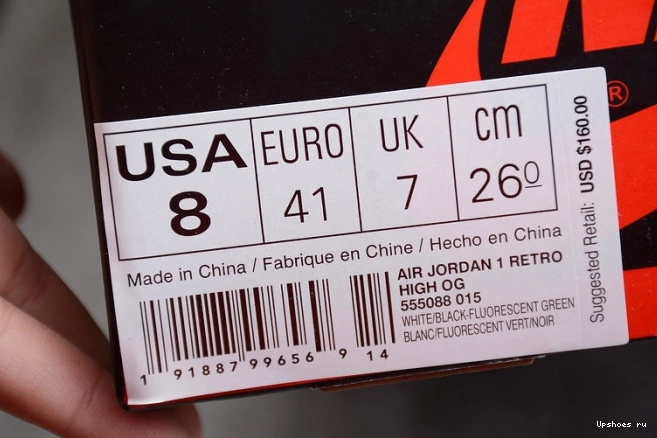 USA EURO UK cm
8 41 7 26 0
Made in China / Fabrique en Chine / Hecho en China
AIR JORDAN 1 RETRO
HIGH OG
555088 015
WHITE/BLACK-FLUORESCENT GREEN
BLANC/FLUORESCENT VERT/NOIR
1 91887 99656 9 14
Suggested Retail: USD $160.00
®
Upshoes ru